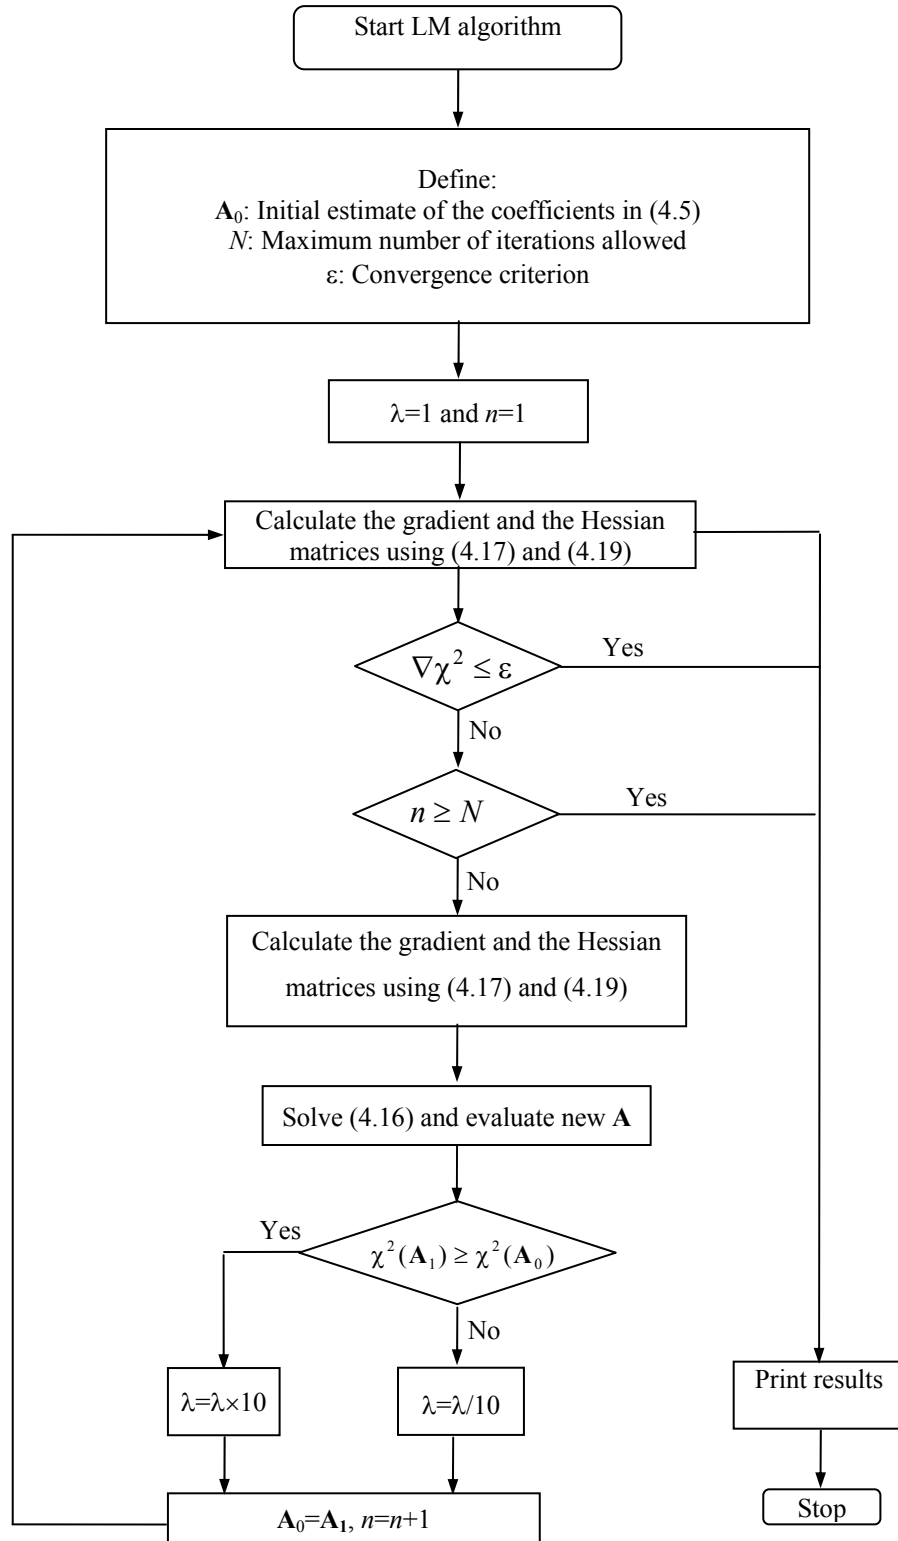 Start LM algorithm
Define:
A₀: Initial estimate of the coefficients in (4.5)
N: Maximum number of iterations allowed
ε: Convergence criterion
λ=1 and n=1
Calculate the gradient and the Hessian
matrices using (4.17) and (4.19)
∇χ² ≤ ε
Yes
No
n ≥ N
Yes
No
Calculate the gradient and the Hessian
matrices using (4.17) and (4.19)
Solve (4.16) and evaluate new A
χ²(A₁) ≥ χ²(A₀)
Yes
No
λ=λ×10
λ=λ/10
A₀=A₁, n=n+1
Print results
Stop